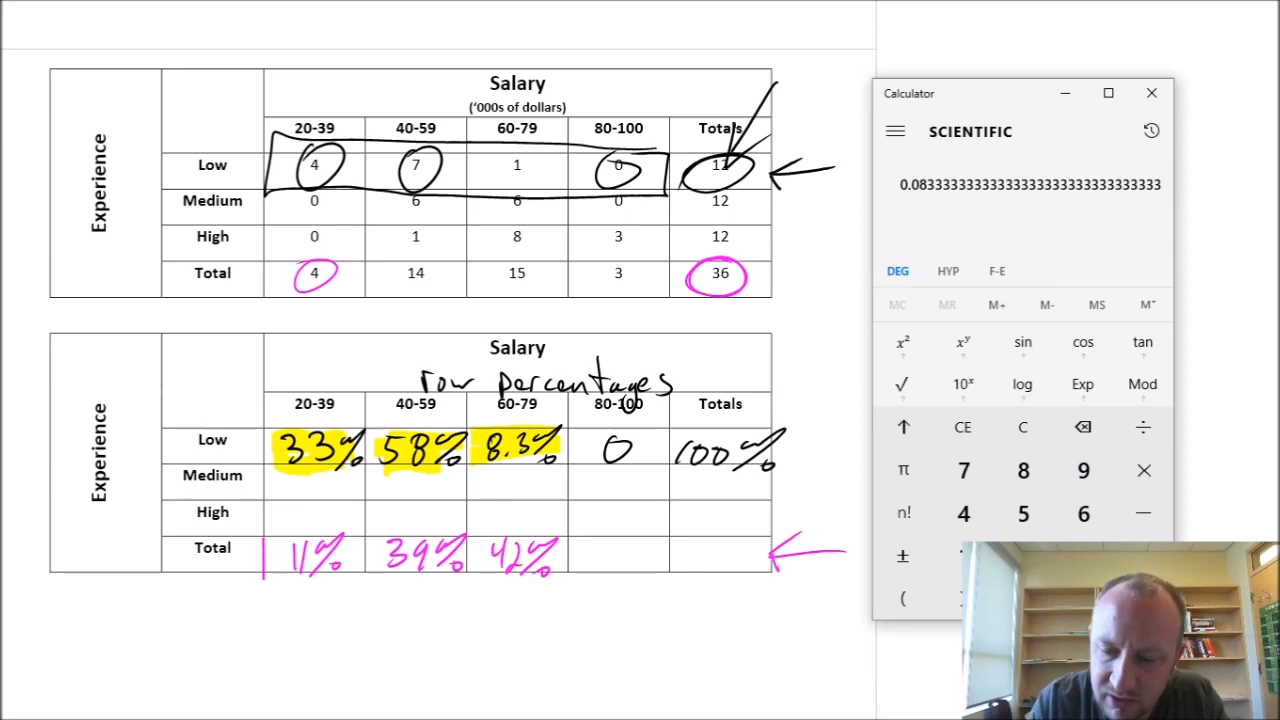 Salary
('000s of dollars)
20-39 40-59 60-79 80-100 Totals
Experience
Low 4 7 1 0 12
Medium 0 6 6 0 12
High 0 1 8 3 12
Total 4 14 15 3 36
Salary
row percentages
20-39 40-59 60-79 80-100 Totals
Experience
Low 33% 58% 8.3% 0 100%
Medium
High
Total 11% 39% 42%
Calculator
SCIENTIFIC
0.08333333333333333333333333333333
DEG HYP F-E
MC MR M+ M- MS M˅
x² xʸ sin cos tan
√ 10ˣ log Exp Mod
↑ CE C ⌫ ÷
π 7 8 9 ×
n! 4 5 6 −
±
(